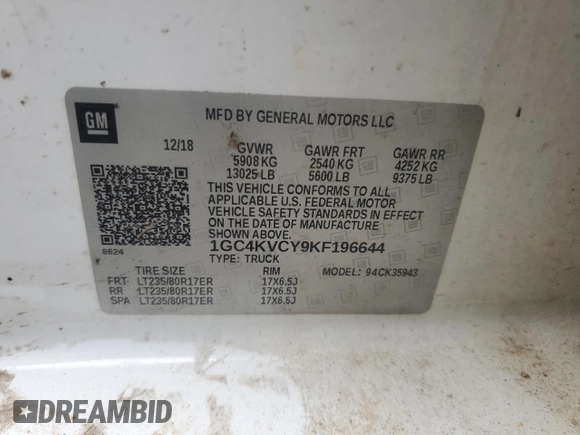 GM
MFD BY GENERAL MOTORS LLC
12/18 GVWR GAWR FRT GAWR RR
5908 KG 2540 KG 4252 KG
13025 LB 5600 LB 9375 LB
THIS VEHICLE CONFORMS TO ALL
APPLICABLE U.S. FEDERAL MOTOR
VEHICLE SAFETY STANDARDS IN EFFECT
ON THE DATE OF MANUFACTURE
SHOWN ABOVE.
8624
1GC4KVCY9KF196644
TYPE: TRUCK
TIRE SIZE RIM MODEL: 94CK35943
FRT LT235/80R17ER 17X6.5J
RR LT235/80R17ER 17X6.5J
SPA LT235/80R17ER 17X6.5J
DREAMBID